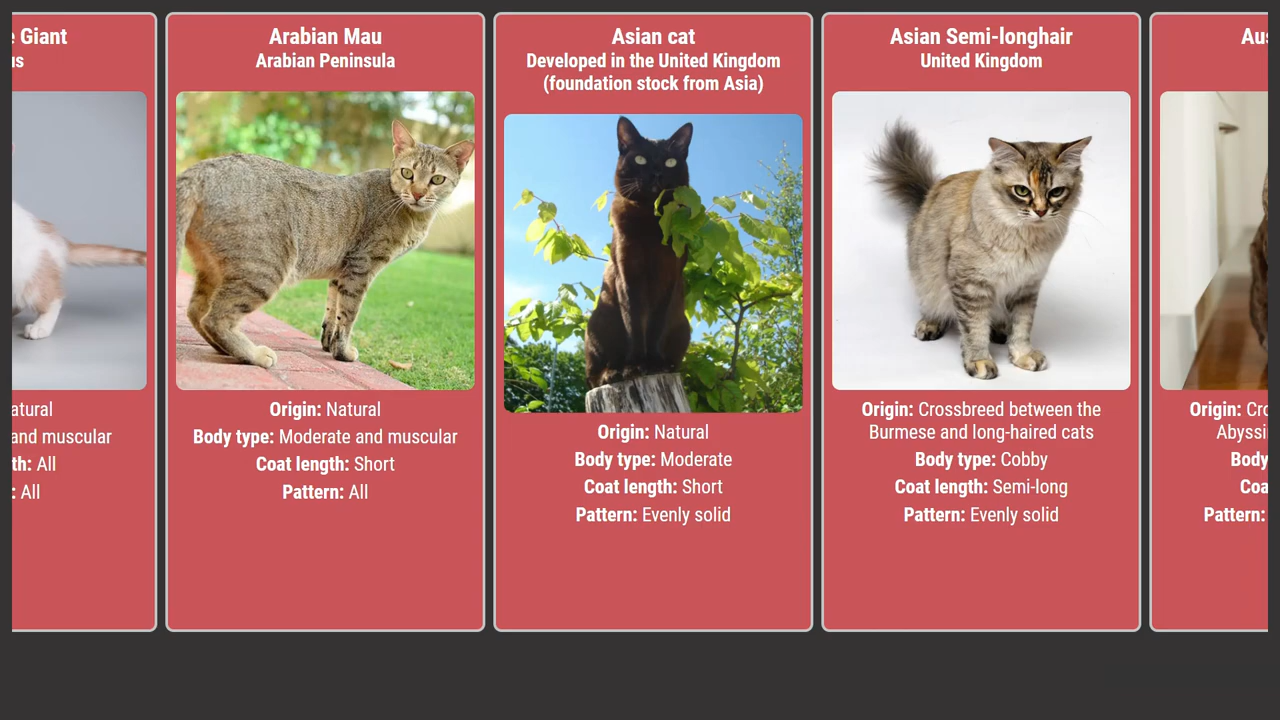 Giant
Arabian Mau
Arabian Peninsula
Asian cat
Developed in the United Kingdom
(foundation stock from Asia)
Asian Semi-longhair
United Kingdom
and muscular
All
All
Origin: Natural
Body type: Moderate and muscular
Coat length: Short
Pattern: All
Origin: Natural
Body type: Moderate
Coat length: Short
Pattern: Evenly solid
Origin: Crossbreed between the
Burmese and long-haired cats
Body type: Cobby
Coat length: Semi-long
Pattern: Evenly solid
Origin:
Body
Pattern: